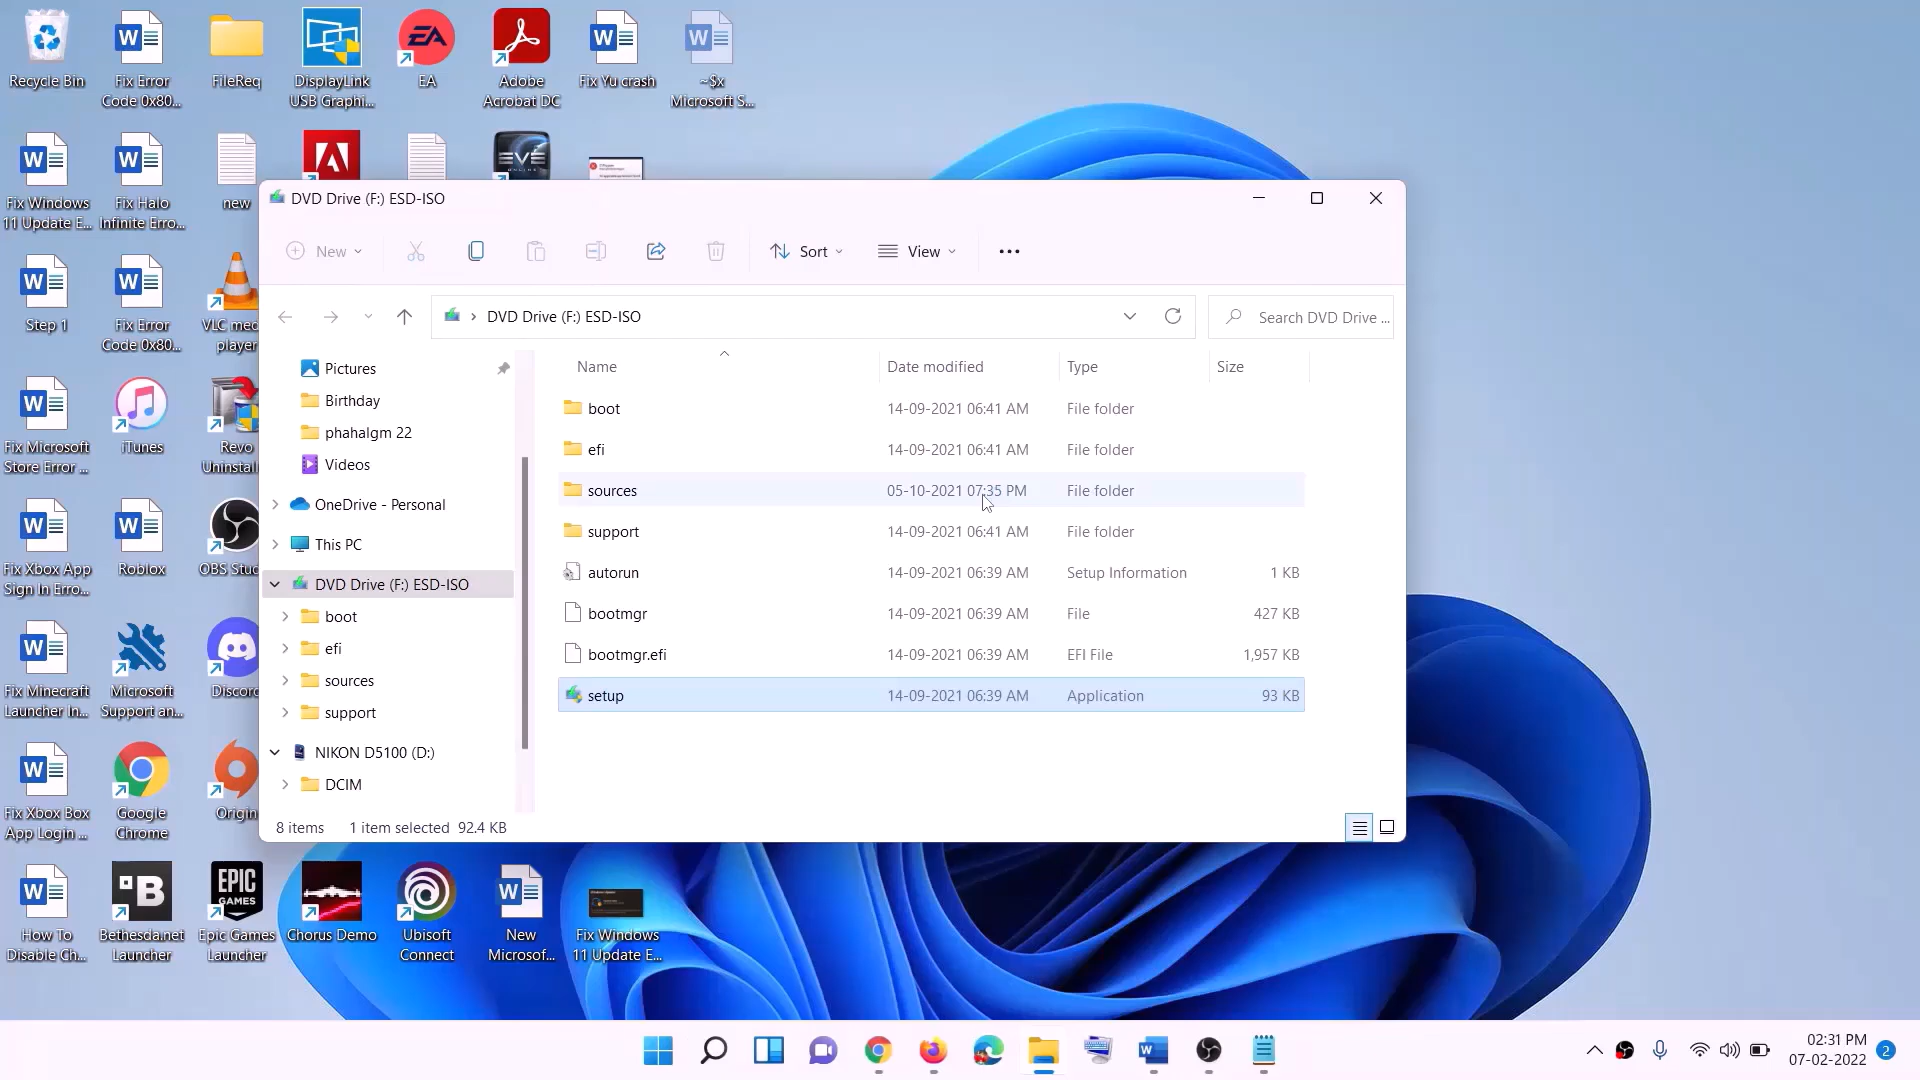 Recycle Bin
Fix Error
Code 0x80...
FileReq
DisplayLink
USB Graphi...
EA
Adobe
Acrobat DC
Fix Yu crash
~$x
Microsoft S...
Fix Windows
11 Update E...
Fix Halo
Infinite Erro...
new
EVE
ONLINE
Step 1
Fix Error
Code 0x80...
VLC med
player
Fix Microsoft
Store Error ...
iTunes
Revo
Uninstal
Fix Xbox App
Sign In Erro...
Roblox
OBS Stud
Fix Minecraft
Launcher In...
Microsoft
Support an...
Discord
Fix Xbox Box
App Login ...
Google
Chrome
Origin
How To
Disable Ch...
Bethesda.net
Launcher
EPIC
GAMES
Epic Games
Launcher
Chorus Demo
Ubisoft
Connect
New
Microsof...
Fix Windows
11 Update E...
DVD Drive (F:) ESD-ISO
New
Sort
View
DVD Drive (F:) ESD-ISO
Search DVD Drive ...
Pictures
Birthday
phahalgm 22
Videos
OneDrive - Personal
This PC
DVD Drive (F:) ESD-ISO
boot
efi
sources
support
NIKON D5100 (D:)
DCIM
Name Date modified Type Size
boot 14-09-2021 06:41 AM File folder
efi 14-09-2021 06:41 AM File folder
sources 05-10-2021 07:35 PM File folder
support 14-09-2021 06:41 AM File folder
autorun 14-09-2021 06:39 AM Setup Information 1 KB
bootmgr 14-09-2021 06:39 AM File 427 KB
bootmgr.efi 14-09-2021 06:39 AM EFI File 1,957 KB
setup 14-09-2021 06:39 AM Application 93 KB
8 items 1 item selected 92.4 KB
02:31 PM
07-02-2022
2